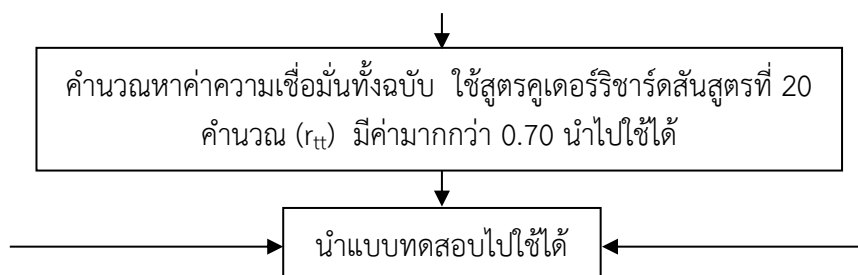 คำนวณหาค่าความเชื่อมั่นทั้งฉบับ ใช้สูตรคูเดอร์ริชาร์ดสันสูตรที่ 20
คำนวณ (rtt) มีค่ามากกว่า 0.70 นำไปใช้ได้
นำแบบทดสอบไปใช้ได้